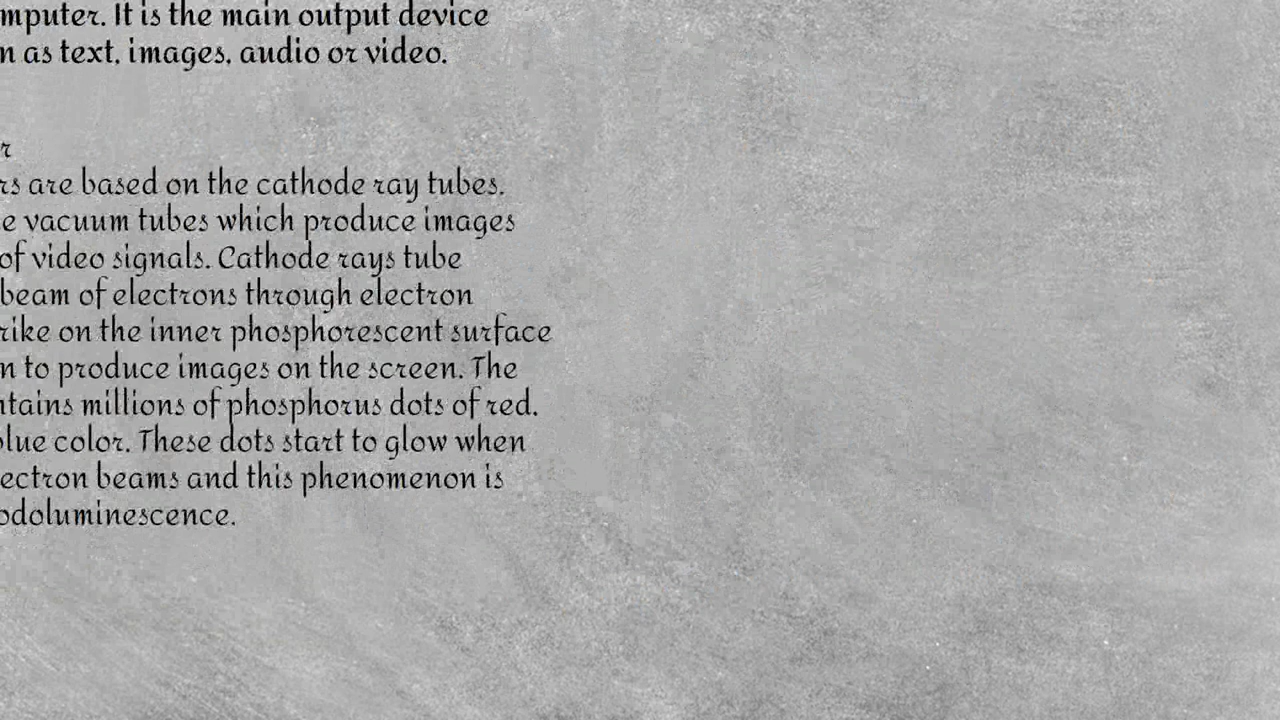 mputer. It is the main output device
n as text, images, audio or video.
r
rs are based on the cathode ray tubes.
e vacuum tubes which produce images
of video signals. Cathode rays tube
beam of electrons through electron
rike on the inner phosphorescent surface
n to produce images on the screen. The
ntains millions of phosphorus dots of red,
blue color. These dots start to glow when
ectron beams and this phenomenon is
odoluminescence.